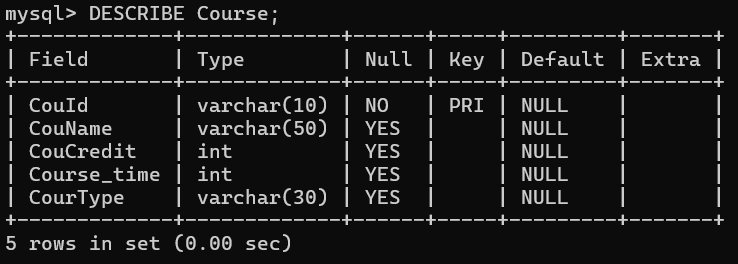 mysql> DESCRIBE Course;
+-------------+-------------+------+-----+---------+-------+
| Field       | Type        | Null | Key | Default | Extra |
+-------------+-------------+------+-----+---------+-------+
| CouId       | varchar(10) | NO   | PRI | NULL    |       |
| CouName     | varchar(50) | YES  |     | NULL    |       |
| CouCredit   | int         | YES  |     | NULL    |       |
| Course_time | int         | YES  |     | NULL    |       |
| CourType    | varchar(30) | YES  |     | NULL    |       |
+-------------+-------------+------+-----+---------+-------+
5 rows in set (0.00 sec)